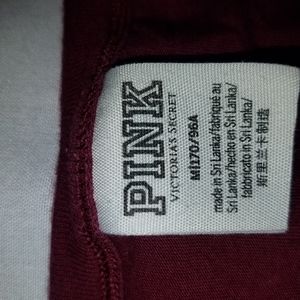 PINK
VICTORIA'S SECRET
M|170/96A
made in Sri Lanka/fabriqué au
Sri Lanka/hecho en Sri Lanka/
fabbricato in Sri Lanka/
斯里兰卡制造